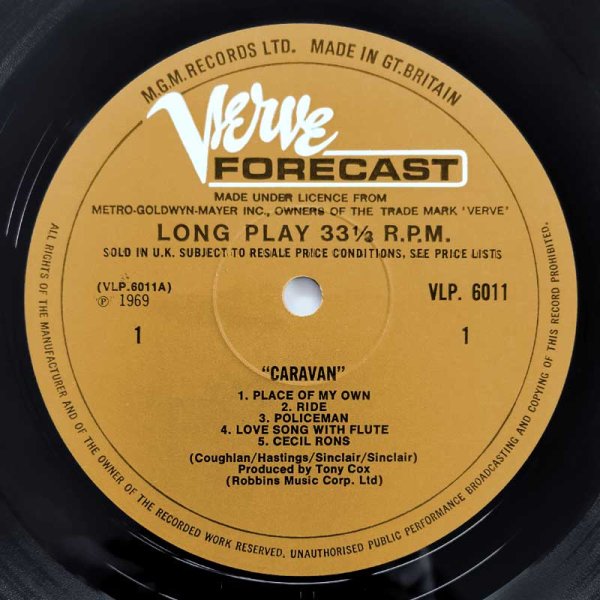 M.G.M. RECORDS LTD. MADE IN GT. BRITAIN
Verve
FORECAST
MADE UNDER LICENCE FROM
METRO-GOLDWYN-MAYER INC., OWNERS OF THE TRADE MARK 'VERVE'
LONG PLAY 33⅓ R.P.M.
SOLD IN U.K. SUBJECT TO RESALE PRICE CONDITIONS, SEE PRICE LISTS
(VLP.6011A)
℗ 1969
VLP. 6011
1
1
"CARAVAN"
1. PLACE OF MY OWN
2. RIDE
3. POLICEMAN
4. LOVE SONG WITH FLUTE
5. CECIL RONS
(Coughlan/Hastings/Sinclair/Sinclair)
Produced by Tony Cox
(Robbins Music Corp. Ltd)
ALL RIGHTS OF THE MANUFACTURER AND OF THE OWNER OF THE RECORDED WORK RESERVED. UNAUTHORISED PUBLIC PERFORMANCE BROADCASTING AND COPYING OF THIS RECORD PROHIBITED.